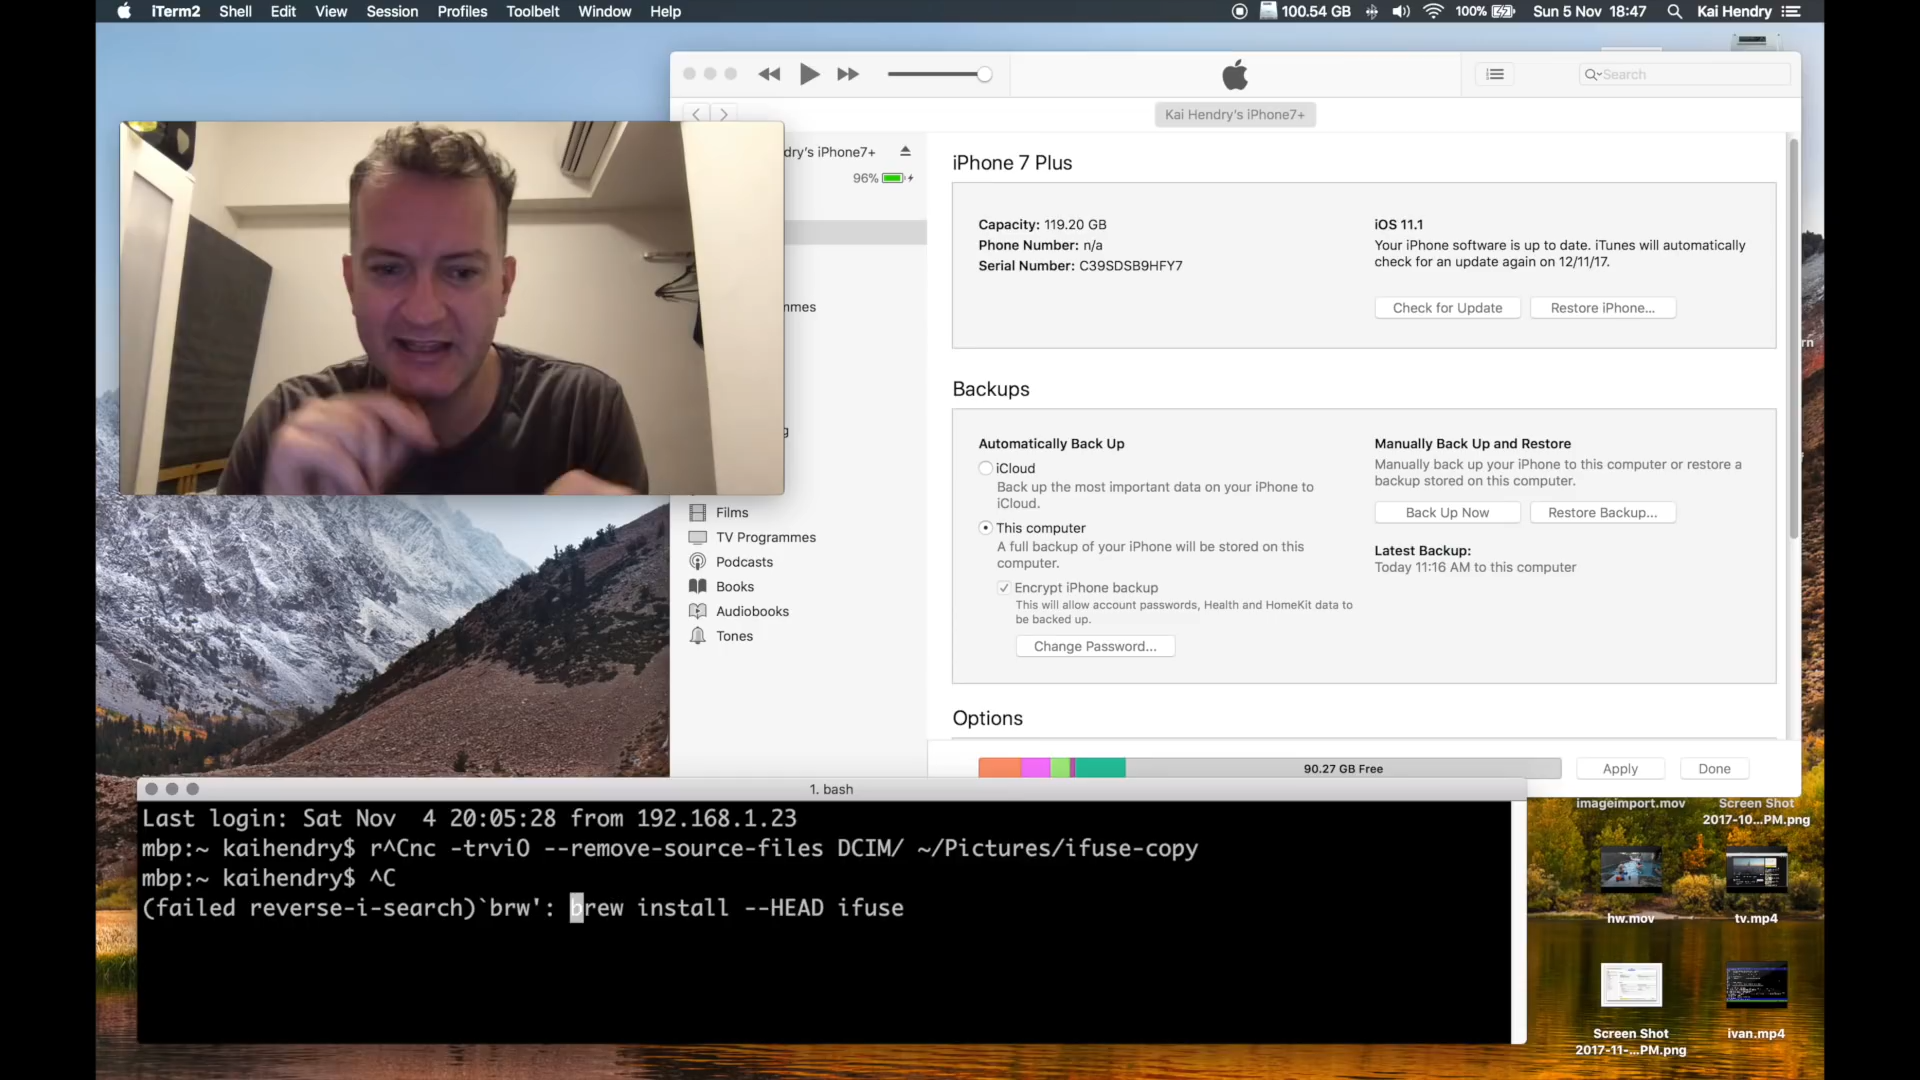 iTerm2 Shell Edit View Session Profiles Toolbelt Window Help 100.54 GB 100% Sun 5 Nov 18:47 Kai Hendry
Search
Kai Hendry's iPhone7+
dry's iPhone7+
96%
mmes
g
Films
TV Programmes
Podcasts
Books
Audiobooks
Tones
iPhone 7 Plus
Capacity: 119.20 GB
Phone Number: n/a
Serial Number: C39SDSB9HFY7
iOS 11.1
Your iPhone software is up to date. iTunes will automatically
check for an update again on 12/11/17.
Check for Update Restore iPhone...
Backups
Automatically Back Up
iCloud
Back up the most important data on your iPhone to
iCloud.
This computer
A full backup of your iPhone will be stored on this
computer.
Encrypt iPhone backup
This will allow account passwords, Health and HomeKit data to
be backed up.
Change Password...
Manually Back Up and Restore
Manually back up your iPhone to this computer or restore a
backup stored on this computer.
Back Up Now Restore Backup...
Latest Backup:
Today 11:16 AM to this computer
Options
90.27 GB Free Apply Done
rn
1. bash
Last login: Sat Nov  4 20:05:28 from 192.168.1.23
mbp:~ kaihendry$ r^Cnc -trviO --remove-source-files DCIM/ ~/Pictures/ifuse-copy
mbp:~ kaihendry$ ^C
(failed reverse-i-search)`brw': brew install --HEAD ifuse
imageimport.mov
Screen Shot
2017-10...PM.png
hw.mov
tv.mp4
Screen Shot
2017-11-...PM.png
ivan.mp4